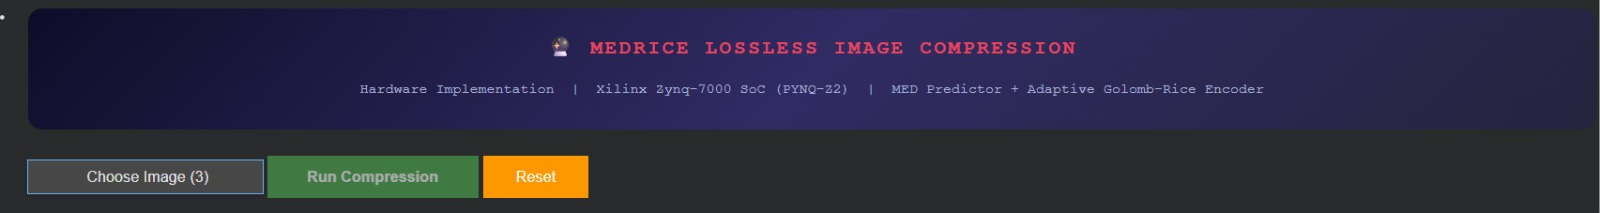 MEDRICE LOSSLESS IMAGE COMPRESSION
Hardware Implementation | Xilinx Zynq-7000 SoC (PYNQ-Z2) | MED Predictor + Adaptive Golomb-Rice Encoder
Choose Image (3) Run Compression Reset